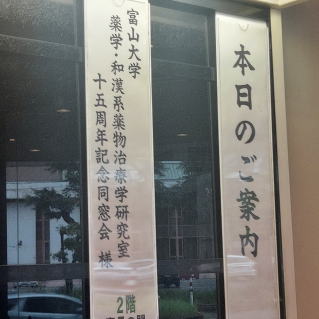 本日のご案内
富山大学
薬学・和漢系薬物治療学研究室
十五周年記念同窓会 様
2階